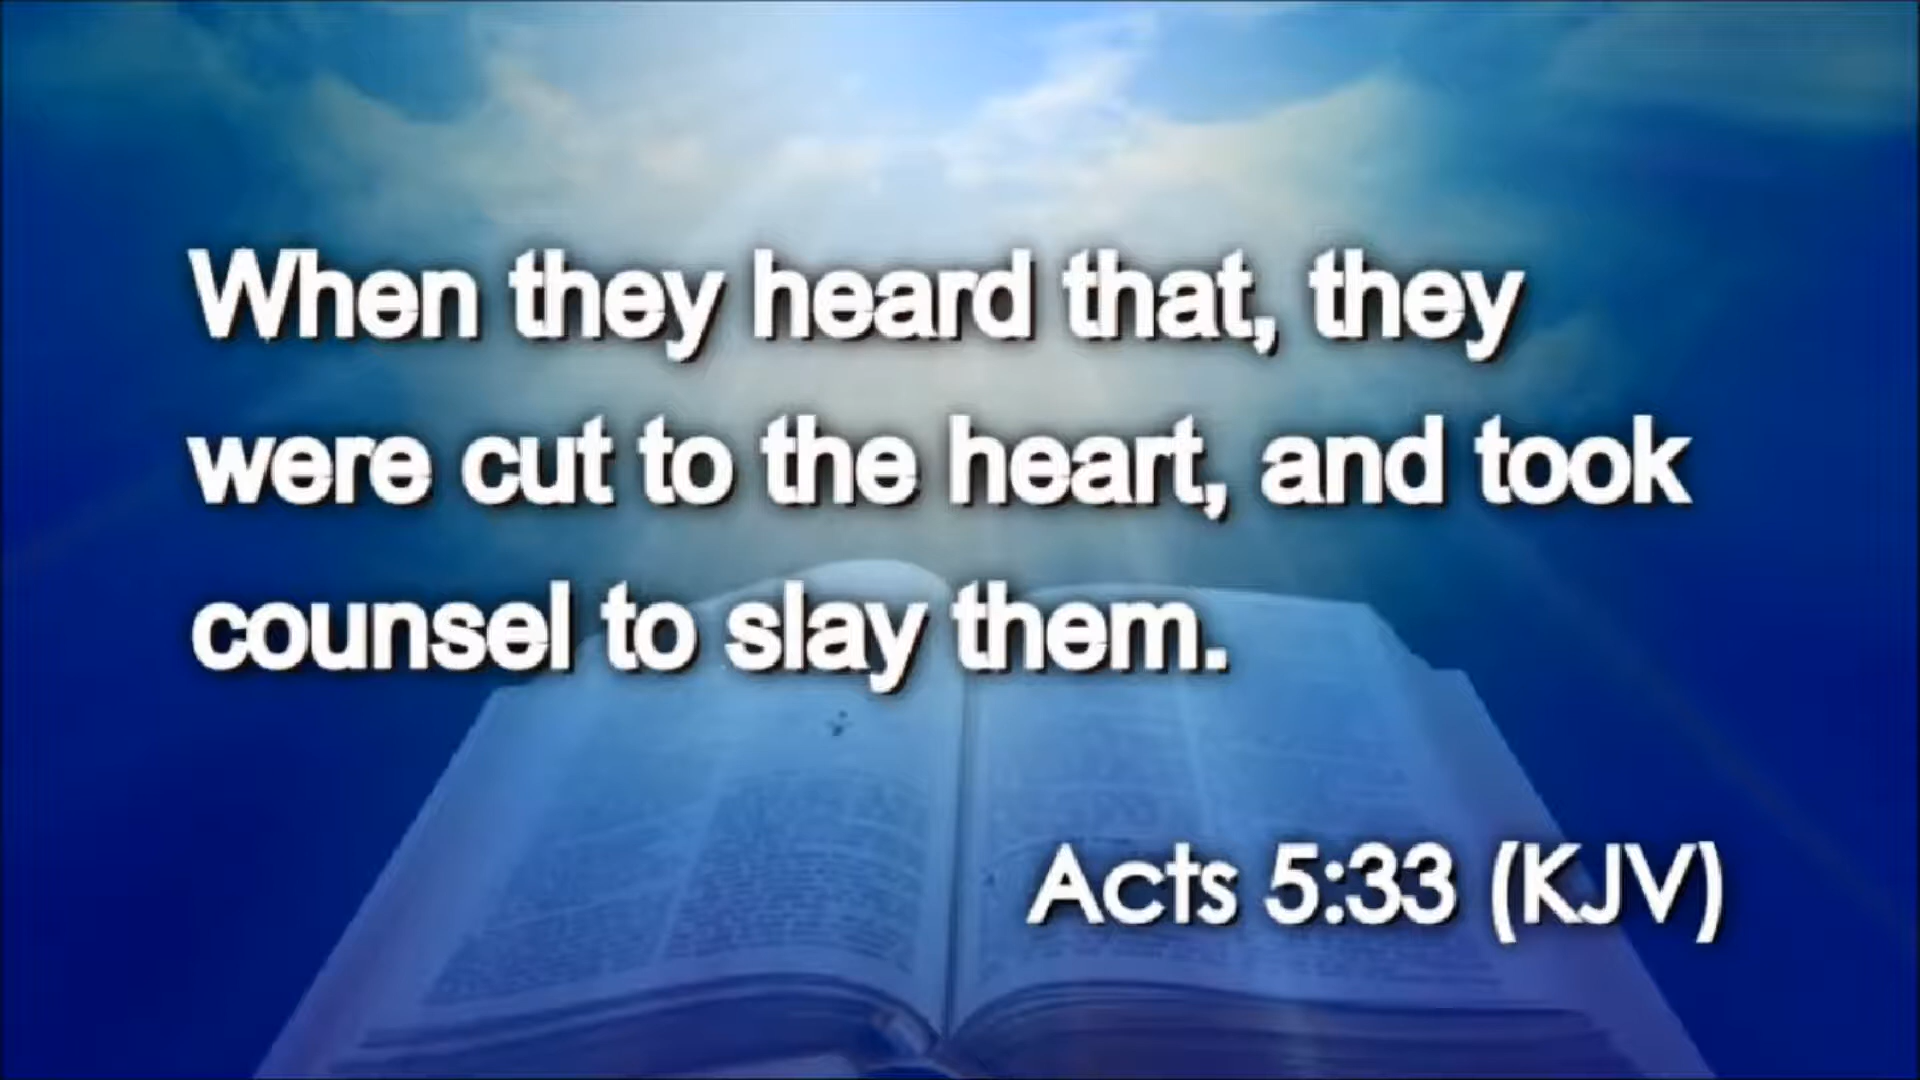 When they heard that, they
were cut to the heart, and took
counsel to slay them.
Acts 5:33 (KJV)